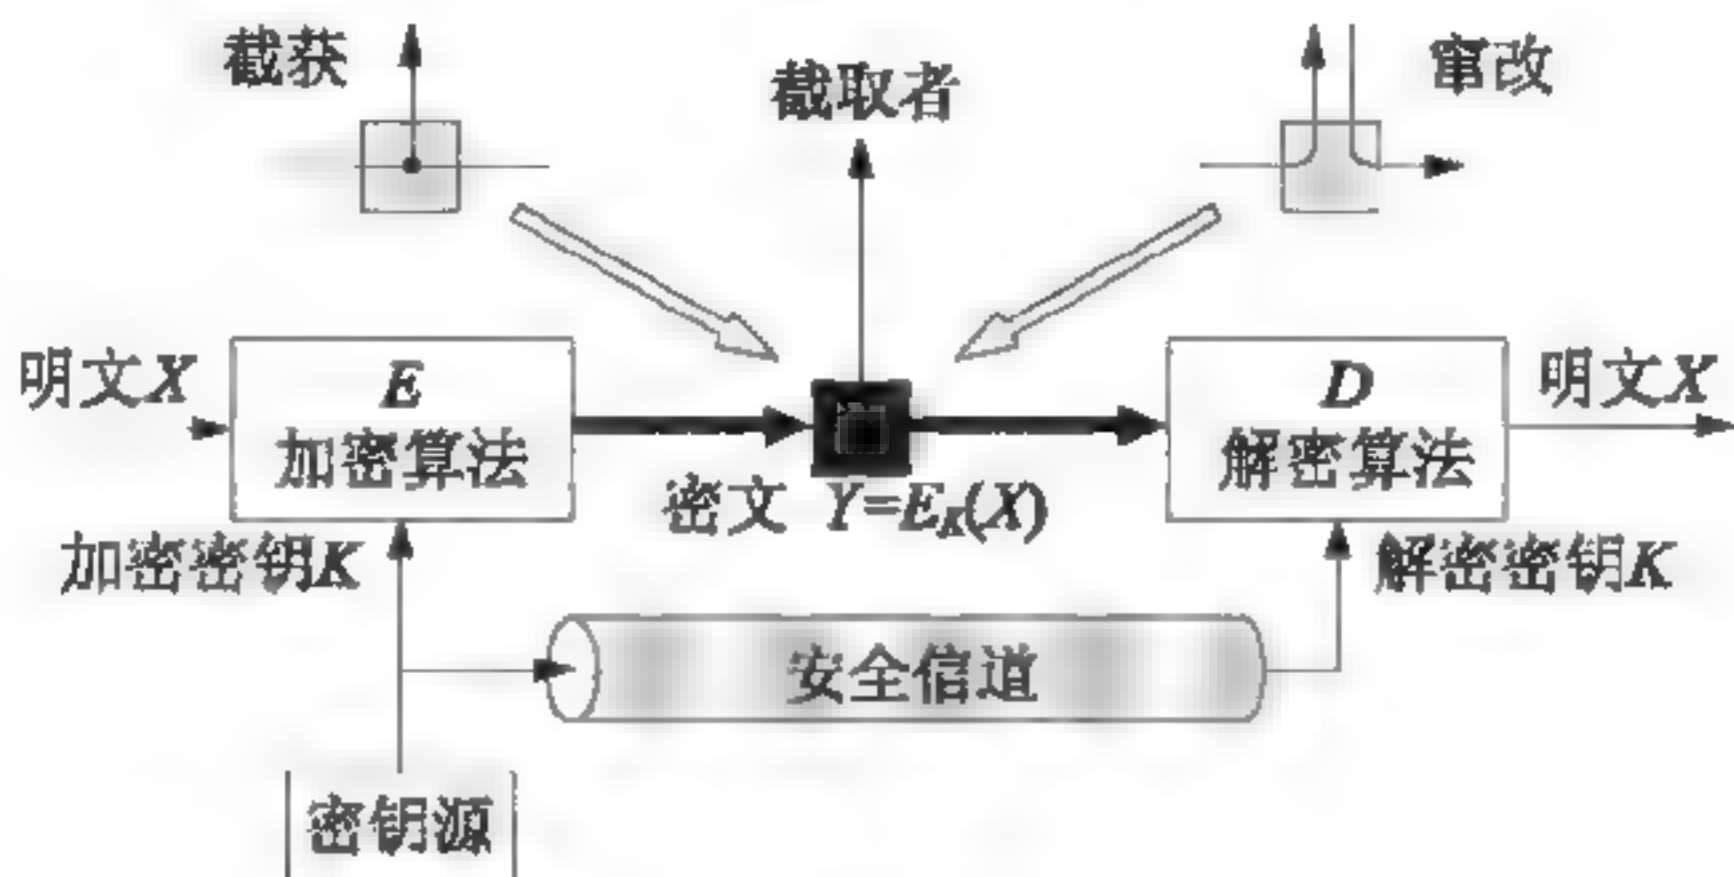 截获
截取者
窜改
明文X
E
加密算法
D
解密算法
明文X
密文 Y=E_K(X)
加密密钥K
解密密钥K
安全信道
密钥源